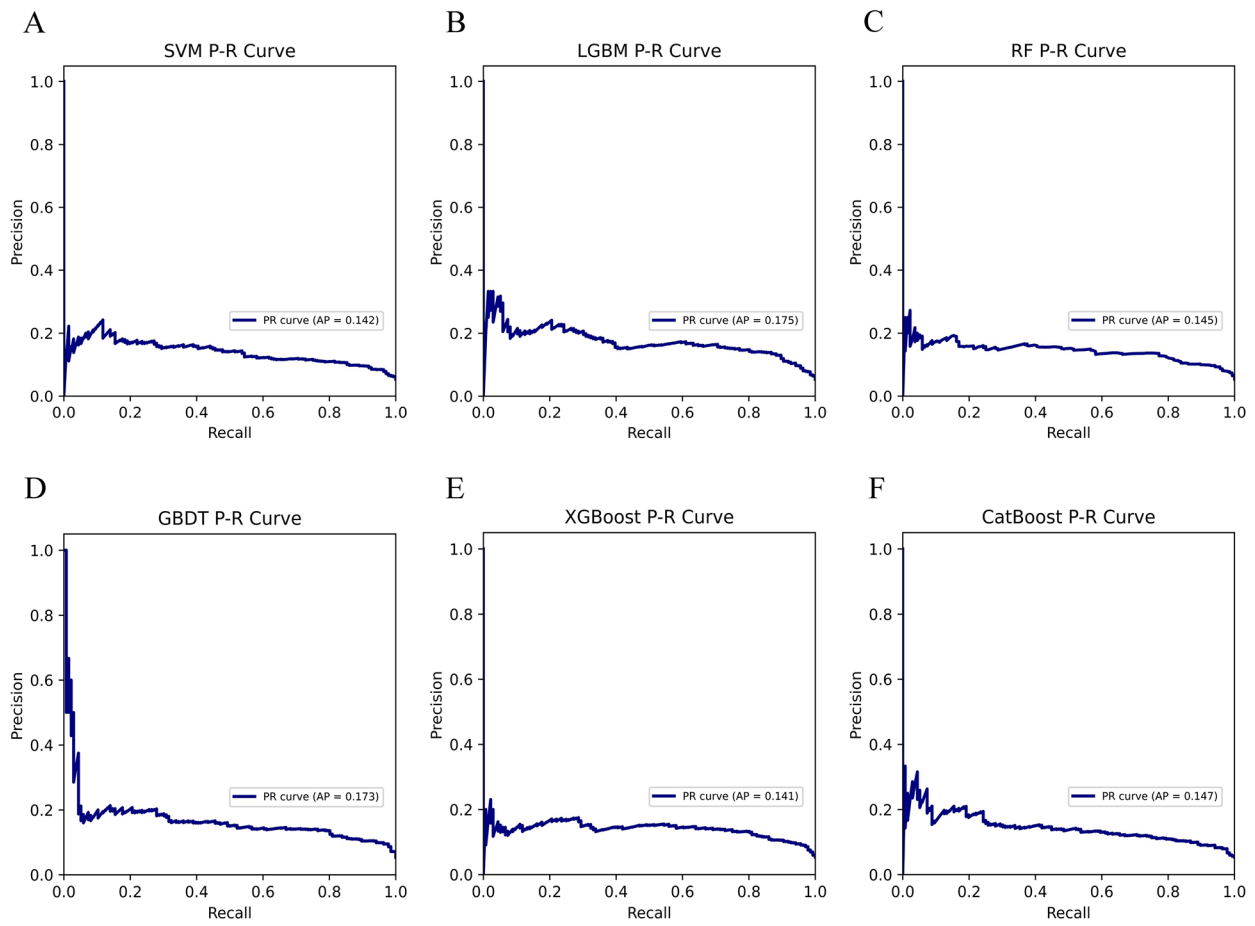 A
SVM P-R Curve
1.0
0.8
0.6
0.4
0.2
0.0
Precision
PR curve (AP = 0.142)
0.0 0.2 0.4 0.6 0.8 1.0
Recall
B
LGBM P-R Curve
1.0
0.8
0.6
0.4
0.2
0.0
Precision
PR curve (AP = 0.175)
0.0 0.2 0.4 0.6 0.8 1.0
Recall
C
RF P-R Curve
1.0
0.8
0.6
0.4
0.2
0.0
Precision
PR curve (AP = 0.145)
0.0 0.2 0.4 0.6 0.8 1.0
Recall
D
GBDT P-R Curve
1.0
0.8
0.6
0.4
0.2
0.0
Precision
PR curve (AP = 0.173)
0.0 0.2 0.4 0.6 0.8 1.0
Recall
E
XGBoost P-R Curve
1.0
0.8
0.6
0.4
0.2
0.0
Precision
PR curve (AP = 0.141)
0.0 0.2 0.4 0.6 0.8 1.0
Recall
F
CatBoost P-R Curve
1.0
0.8
0.6
0.4
0.2
0.0
Precision
PR curve (AP = 0.147)
0.0 0.2 0.4 0.6 0.8 1.0
Recall